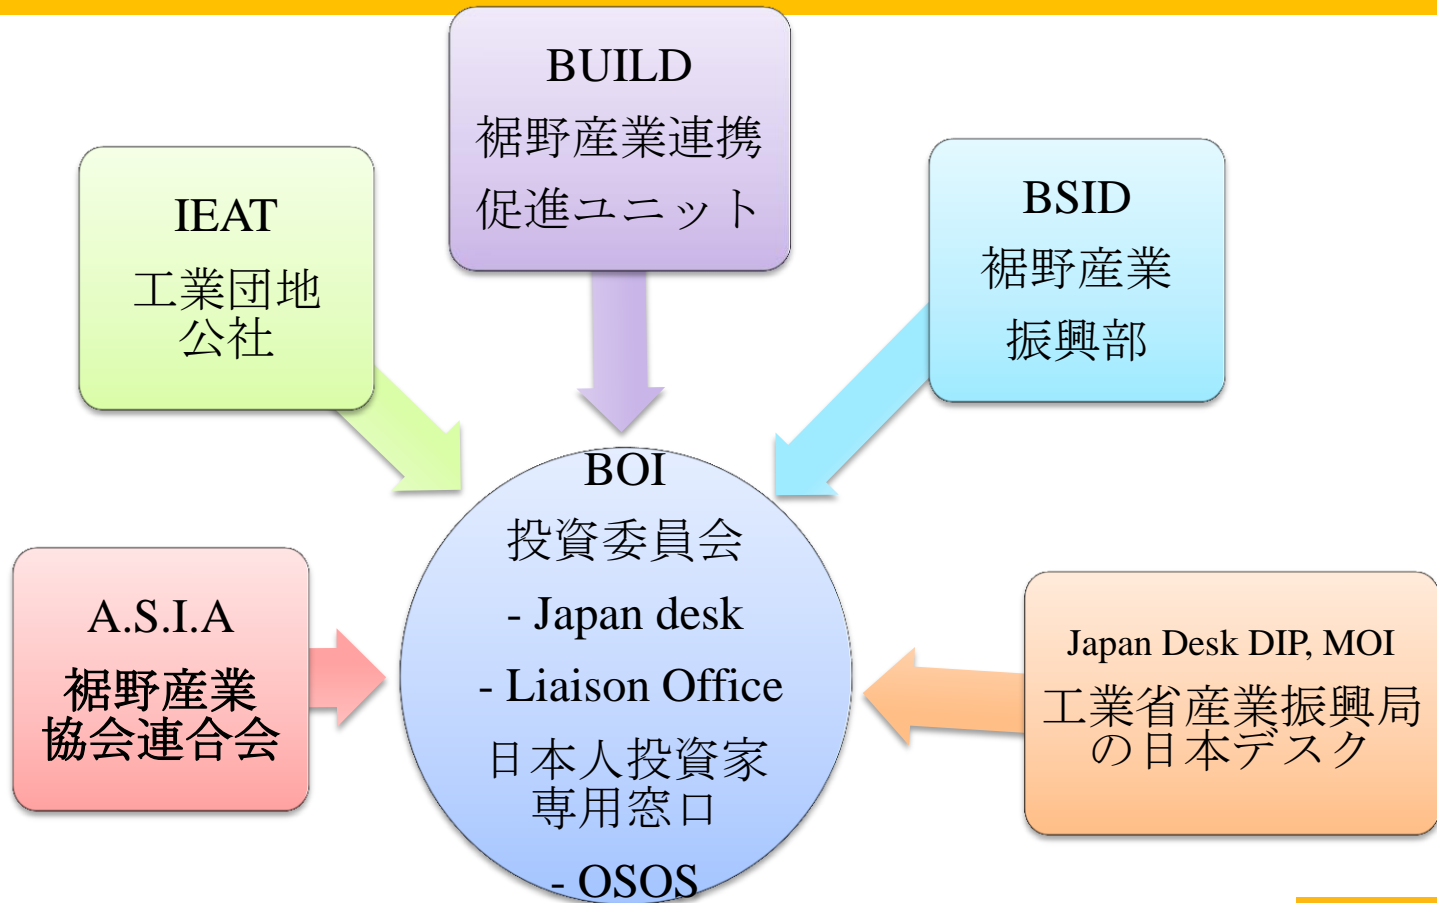 BUILD
裾野産業連携
促進ユニット
IEAT
工業団地
公社
BSID
裾野産業
振興部
BOI
投資委員会
- Japan desk
- Liaison Office
日本人投資家
専用窓口
- OSOS
A.S.I.A
裾野産業
協会連合会
Japan Desk DIP, MOI
工業省産業振興局
の日本デスク